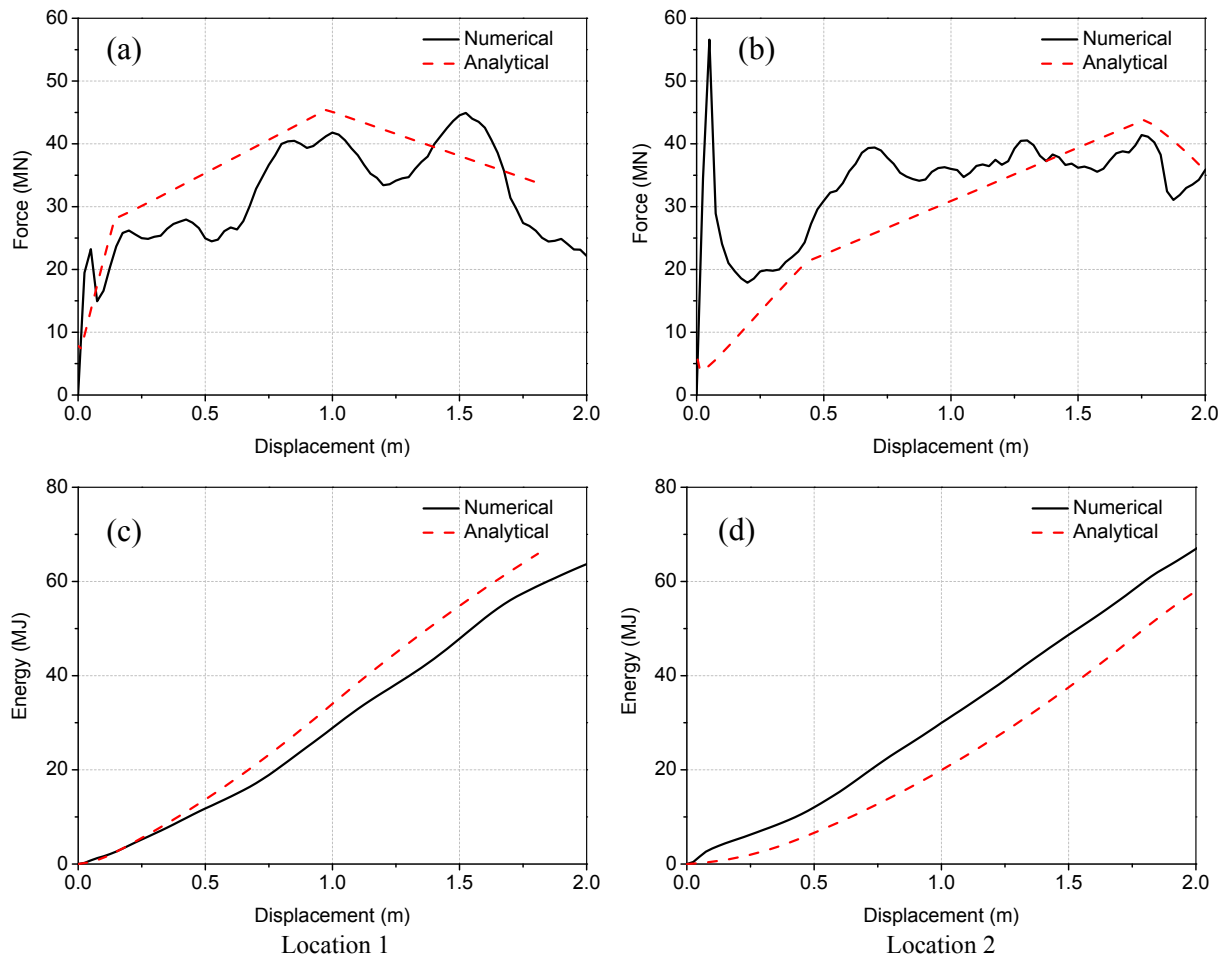 (a)
Numerical
Analytical
Force (MN)
60
50
40
30
20
10
0
0.0 0.5 1.0 1.5 2.0
Displacement (m)
(b)
Numerical
Analytical
Force (MN)
60
50
40
30
20
10
0
0.0 0.5 1.0 1.5 2.0
Displacement (m)
(c)
Numerical
Analytical
Energy (MJ)
80
60
40
20
0
0.0 0.5 1.0 1.5 2.0
Displacement (m)
Location 1
(d)
Numerical
Analytical
Energy (MJ)
80
60
40
20
0
0.0 0.5 1.0 1.5 2.0
Displacement (m)
Location 2